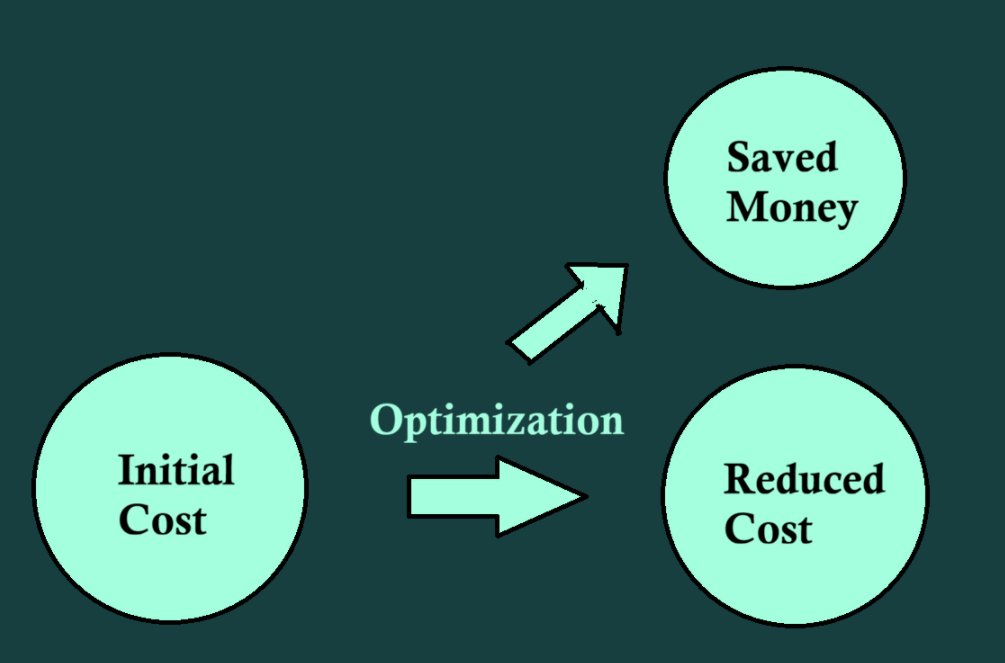 Saved
Money
Optimization
Initial
Cost
Reduced
Cost